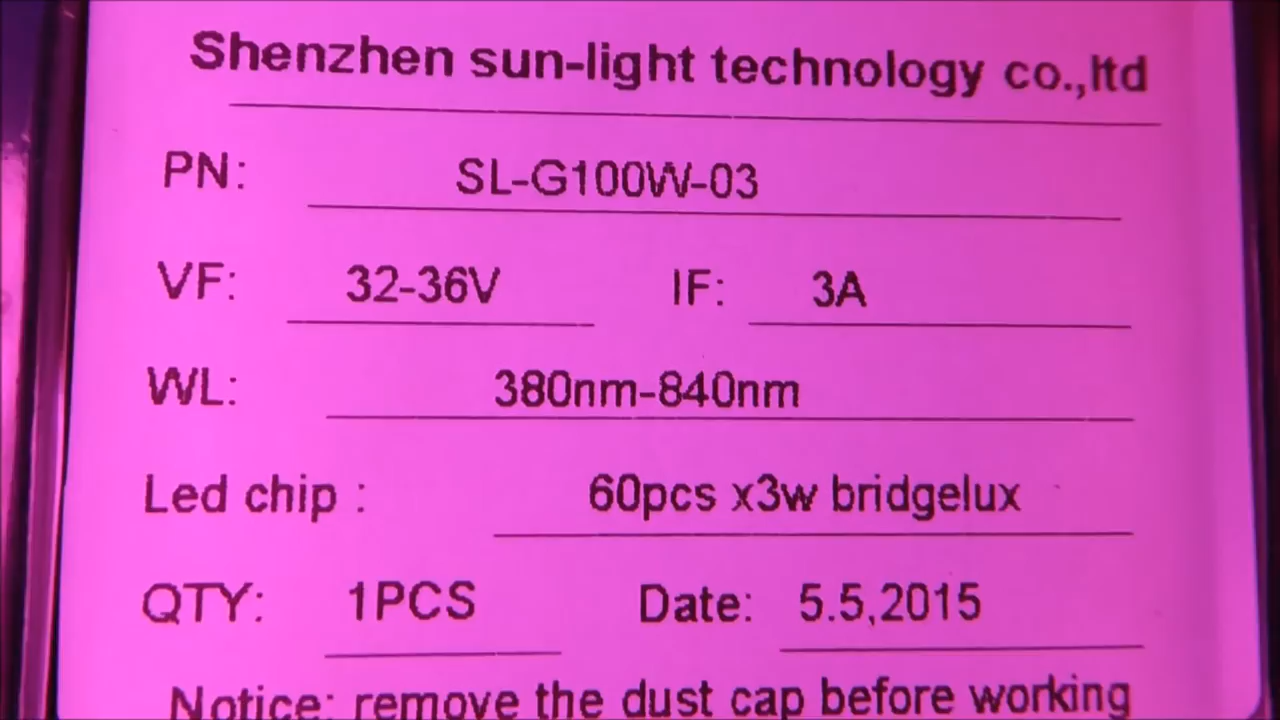 Shenzhen sun-light technology co.,ltd
PN: SL-G100W-03
VF: 32-36V IF: 3A
WL: 380nm-840nm
Led chip : 60pcs x3w bridgelux
QTY: 1PCS Date: 5.5,2015
Notice: remove the dust cap before working